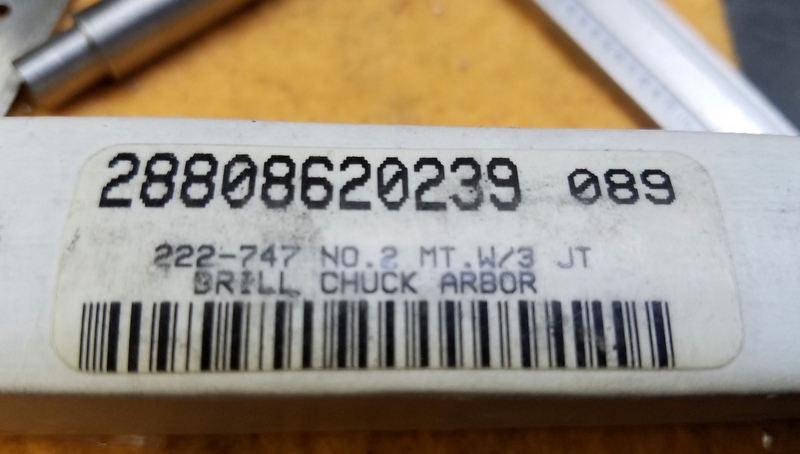 28808620239 089
222-747 NO.2 MT.W/3 JT
DRILL CHUCK ARBOR